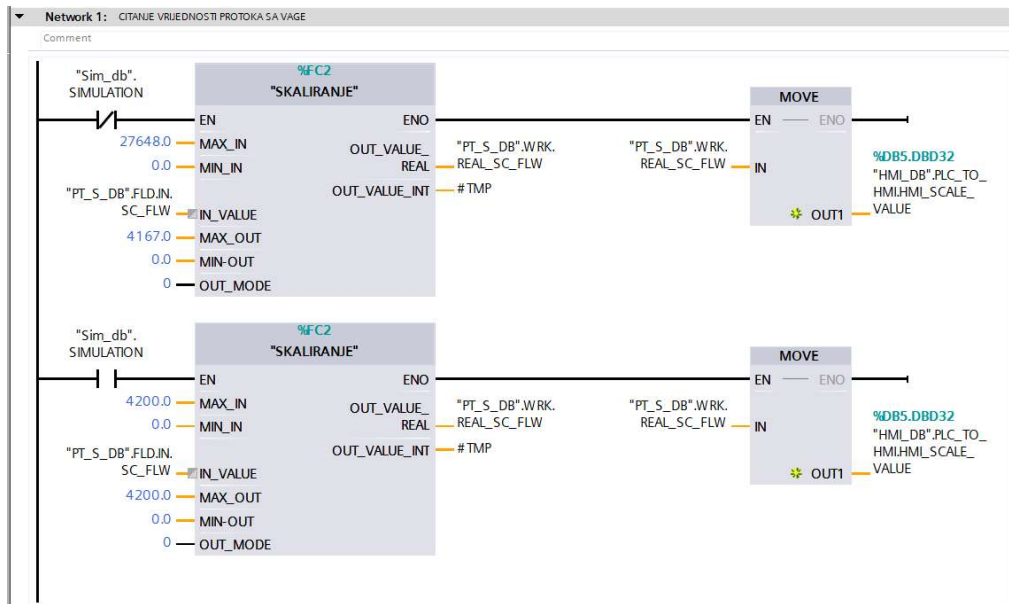 Network 1: CITANJE VRIJEDNOSTI PROTOKA SA VAGE
Comment
"Sim_db".
SIMULATION
%FC2
"SKALIRANJE"
EN
ENO
27648.0
MAX_IN
0.0
MIN_IN
"PT_S_DB".FLD.IN.
SC_FLW
IN_VALUE
4167.0
MAX_OUT
0.0
MIN-OUT
0
OUT_MODE
OUT_VALUE_
REAL
"PT_S_DB".WRK.
REAL_SC_FLW
OUT_VALUE_INT
#TMP
MOVE
EN
ENO
"PT_S_DB".WRK.
REAL_SC_FLW
IN
OUT1
%DB5.DBD32
"HMI_DB".PLC_TO_
HMI.HMI_SCALE_
VALUE
"Sim_db".
SIMULATION
%FC2
"SKALIRANJE"
EN
ENO
4200.0
MAX_IN
0.0
MIN_IN
"PT_S_DB".FLD.IN.
SC_FLW
IN_VALUE
4200.0
MAX_OUT
0.0
MIN-OUT
0
OUT_MODE
OUT_VALUE_
REAL
"PT_S_DB".WRK.
REAL_SC_FLW
OUT_VALUE_INT
#TMP
MOVE
EN
ENO
"PT_S_DB".WRK.
REAL_SC_FLW
IN
OUT1
%DB5.DBD32
"HMI_DB".PLC_TO_
HMI.HMI_SCALE_
VALUE